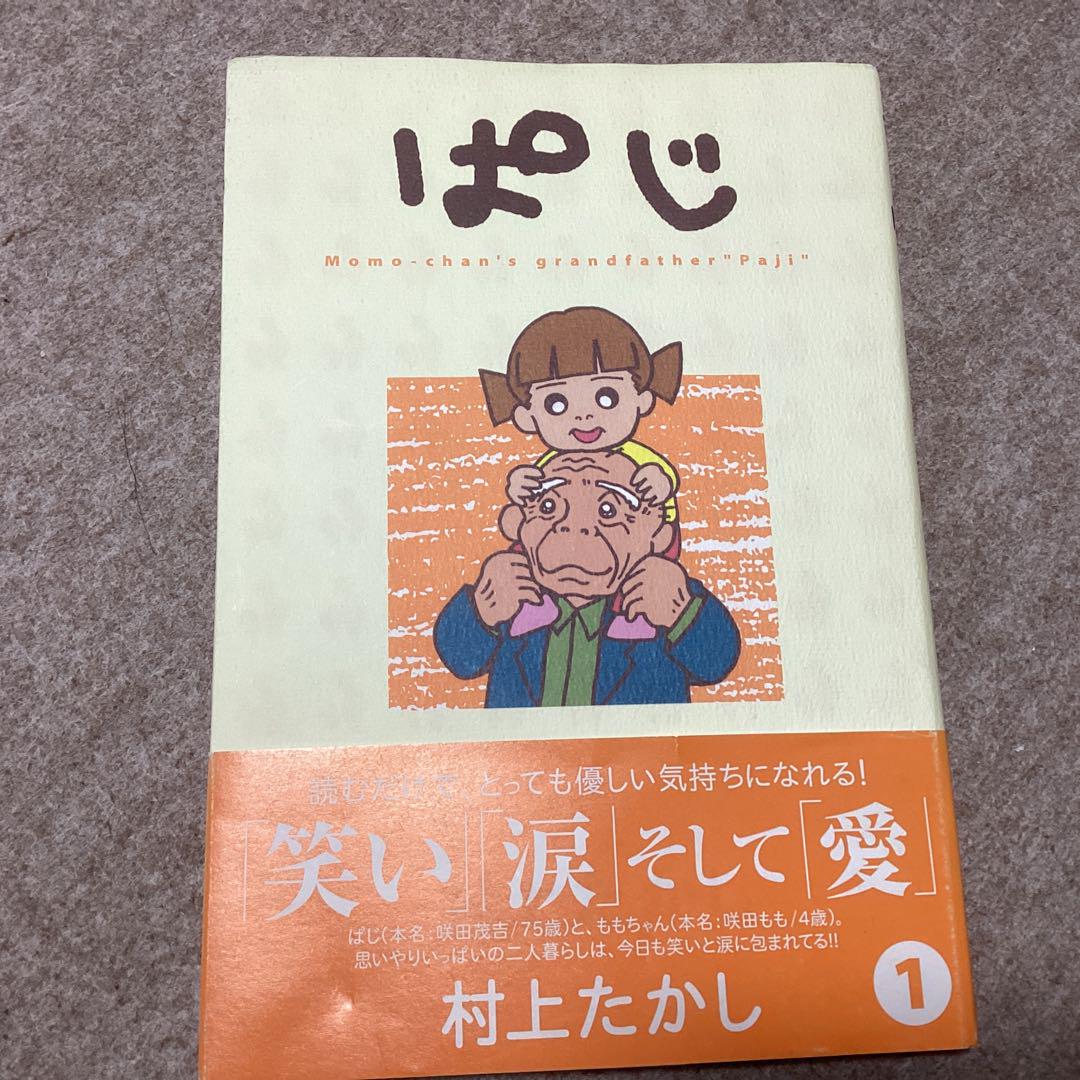 ぱじ
Momo-chan's grandfather"Paji"
読むだけで、とっても優しい気持ちになれる!
「笑い」「涙」そして「愛」
ぱじ(本名:咲田茂吉/75歳)と、ももちゃん(本名:咲田もも/4歳)。
思いやりいっぱいの二人暮らしは、今日も笑いと涙に包まれてる!!
村上たかし
1